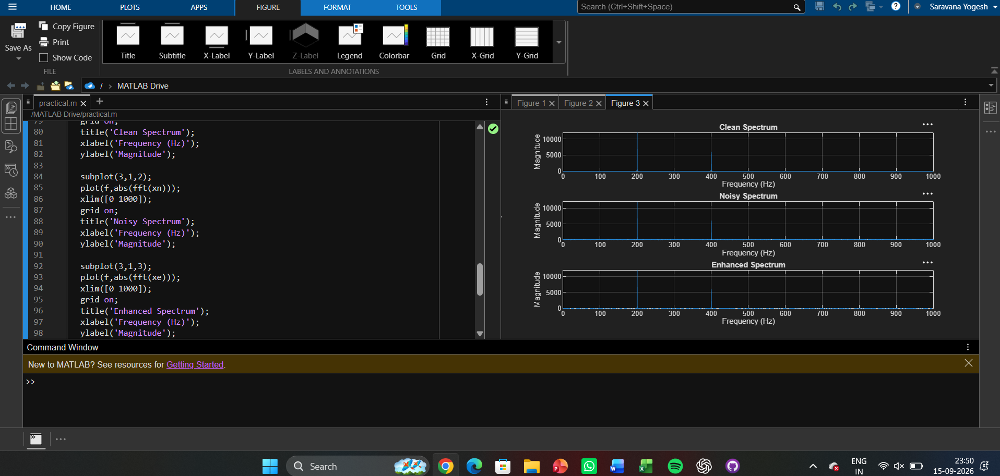 HOME PLOTS APPS FIGURE FORMAT TOOLS Search (Ctrl+Shift+Space) Saravana Yogesh
Save As
Copy Figure
Print
Show Code
FILE
Title Subtitle X-Label Y-Label Z-Label Legend Colorbar Grid X-Grid Y-Grid
LABELS AND ANNOTATIONS
/ › MATLAB Drive
practical.m
/MATLAB Drive/practical.m
79 grid on;
80 title('Clean Spectrum');
81 xlabel('Frequency (Hz)');
82 ylabel('Magnitude');
83
84 subplot(3,1,2);
85 plot(f,abs(fft(xn)));
86 xlim([0 1000]);
87 grid on;
88 title('Noisy Spectrum');
89 xlabel('Frequency (Hz)');
90 ylabel('Magnitude');
91
92 subplot(3,1,3);
93 plot(f,abs(fft(xe)));
94 xlim([0 1000]);
95 grid on;
96 title('Enhanced Spectrum');
97 xlabel('Frequency (Hz)');
98 ylabel('Magnitude');
Figure 1 Figure 2 Figure 3
Clean Spectrum
Magnitude
10000
5000
0
0 100 200 300 400 500 600 700 800 900 1000
Frequency (Hz)
Noisy Spectrum
Magnitude
10000
5000
0
0 100 200 300 400 500 600 700 800 900 1000
Frequency (Hz)
Enhanced Spectrum
Magnitude
10000
5000
0
0 100 200 300 400 500 600 700 800 900 1000
Frequency (Hz)
Command Window
New to MATLAB? See resources for Getting Started.
>>
Search
ENG
IN
23:50
15-09-2026